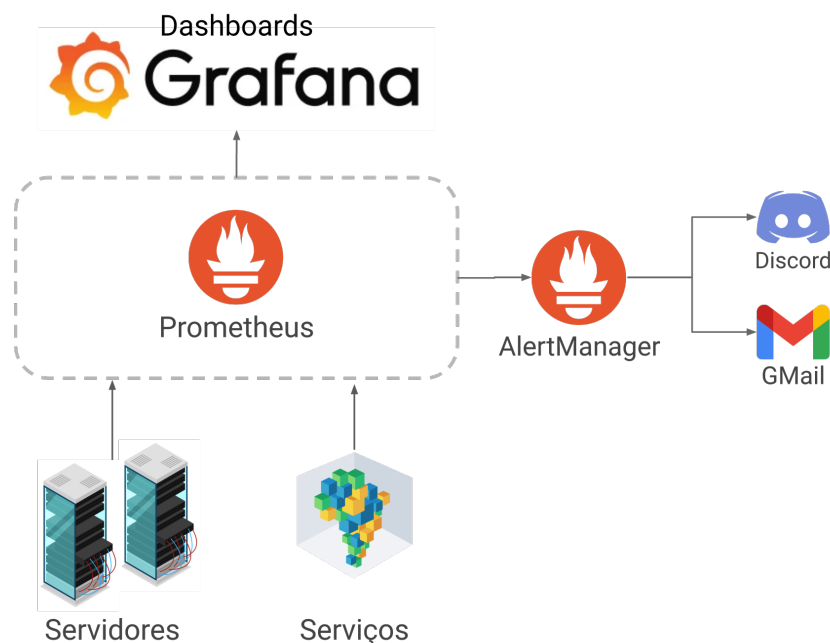 Dashboards
Grafana
Prometheus
AlertManager
Discord
GMail
Servidores
Serviços